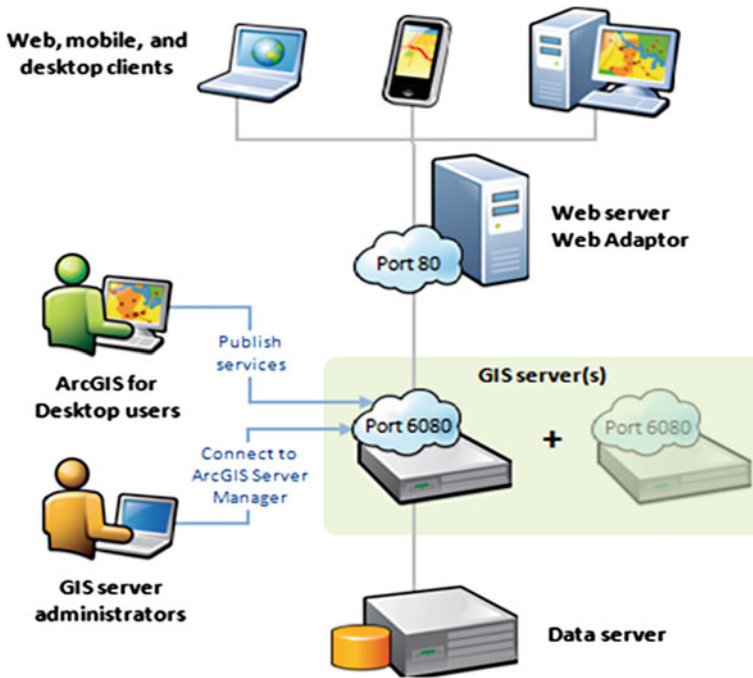 Web, mobile, and
desktop clients
Web server
Web Adaptor
Port 80
Publish
services
ArcGIS for
Desktop users
GIS server(s)
Port 6080
+
Port 6080
Connect to
ArcGIS Server
Manager
GIS server
administrators
Data server